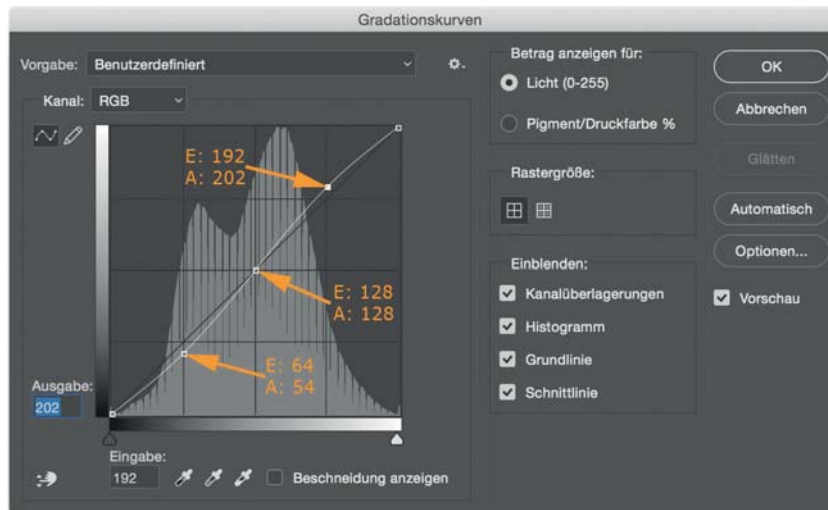 Gradationskurven
Vorgabe: Benutzerdefiniert
Kanal: RGB
E: 192
A: 202
E: 128
A: 128
E: 64
A: 54
Ausgabe:
202
Eingabe:
192
Beschneidung anzeigen
Betrag anzeigen für:
Licht (0-255)
Pigment/Druckfarbe %
Rastergröße:
Einblenden:
Kanalüberlagerungen
Histogramm
Grundlinie
Schnittlinie
OK
Abbrechen
Glätten
Automatisch
Optionen...
Vorschau